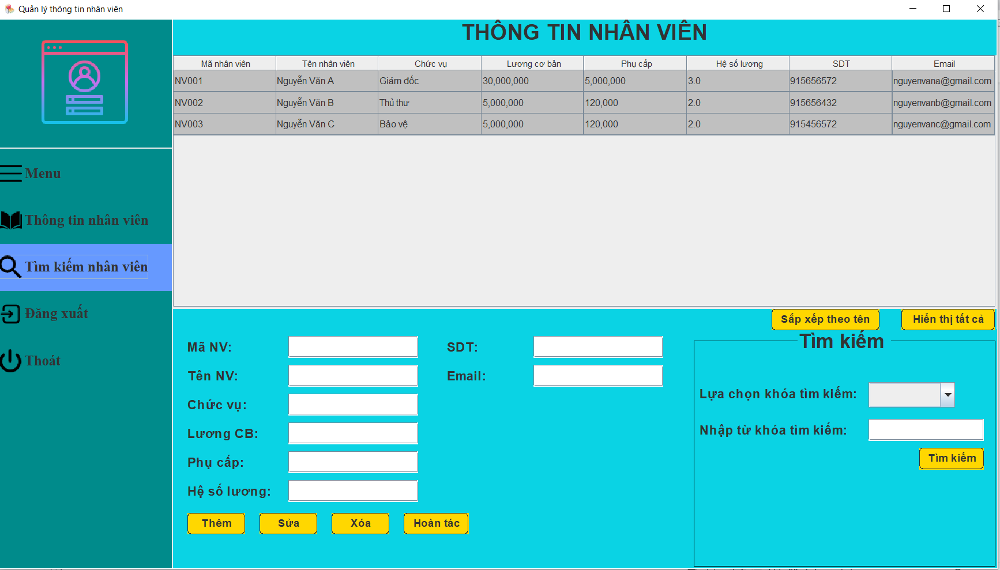 Quản lý thông tin nhân viên
THÔNG TIN NHÂN VIÊN
Mã nhân viên Tên nhân viên Chức vụ Lương cơ bản Phụ cấp Hệ số lương SDT Email
NV001 Nguyễn Văn A Giám đốc 30,000,000 5,000,000 3.0 915656572 nguyenvana@gmail.com
NV002 Nguyễn Văn B Thủ thư 5,000,000 120,000 2.0 915656432 nguyenvanb@gmail.com
NV003 Nguyễn Văn C Bảo vệ 5,000,000 120,000 2.0 915456572 nguyenvanc@gmail.com
Menu
Thông tin nhân viên
Tìm kiếm nhân viên
Đăng xuất
Thoát
Sắp xếp theo tên Hiển thị tất cả
Mã NV: SDT:
Tên NV: Email:
Chức vụ:
Lương CB:
Phụ cấp:
Hệ số lương:
Thêm Sửa Xóa Hoàn tác
Tìm kiếm
Lựa chọn khóa tìm kiếm:
Nhập từ khóa tìm kiếm:
Tìm kiếm